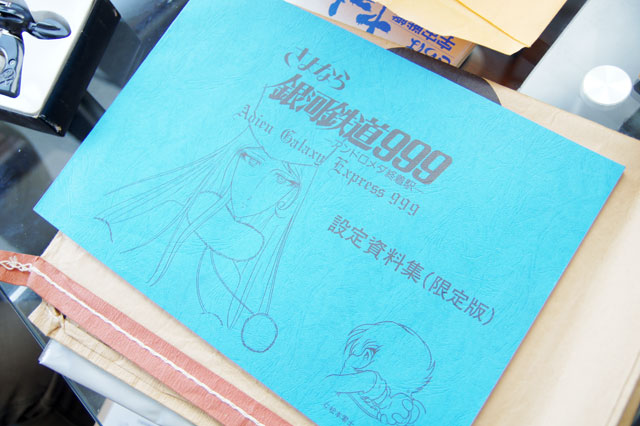 さよなら
銀河鉄道999
-アンドロメダ終着駅-
Adieu Galaxy Express 999
設定資料集(限定版)